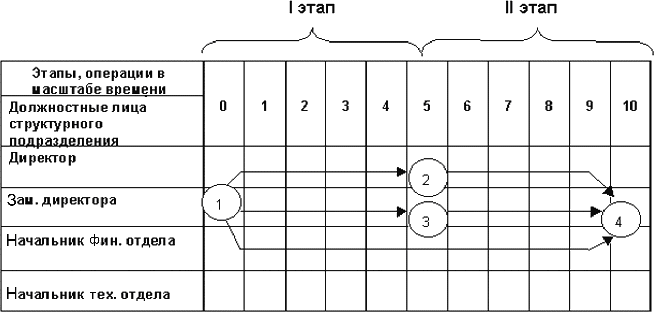 I этап II этап
Этапы, операции в
масштабе времени
Должностные лица
структурного
подразделения
0 1 2 3 4 5 6 7 8 9 10
Директор
2
Зам. директора
1
3
4
Начальник Фин. отдела
Начальник тех. отдела